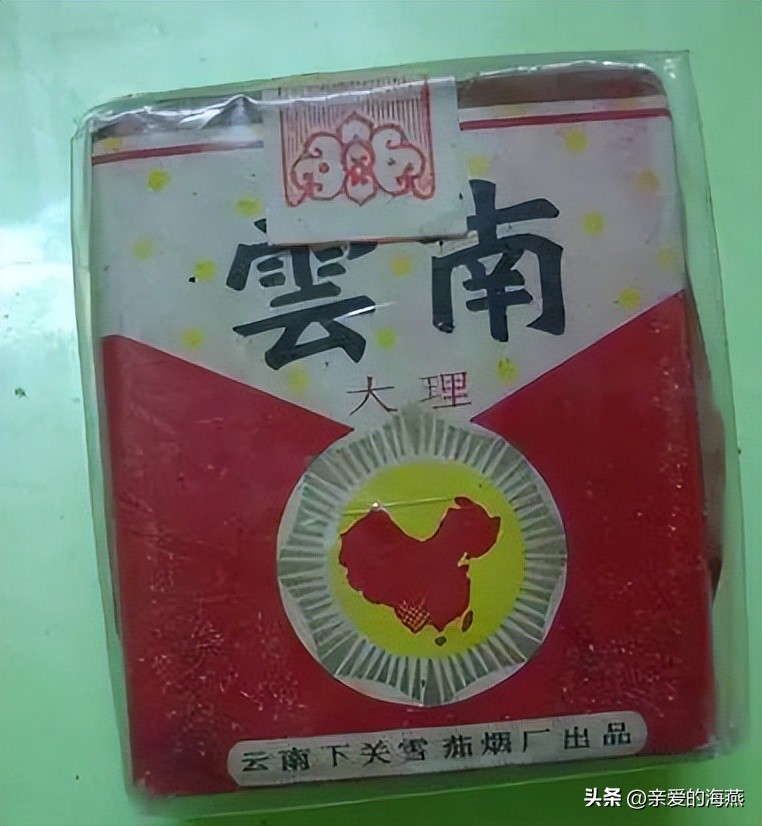 雲南
大理
云南下关雪茄烟厂出品
头条 @亲爱的海燕